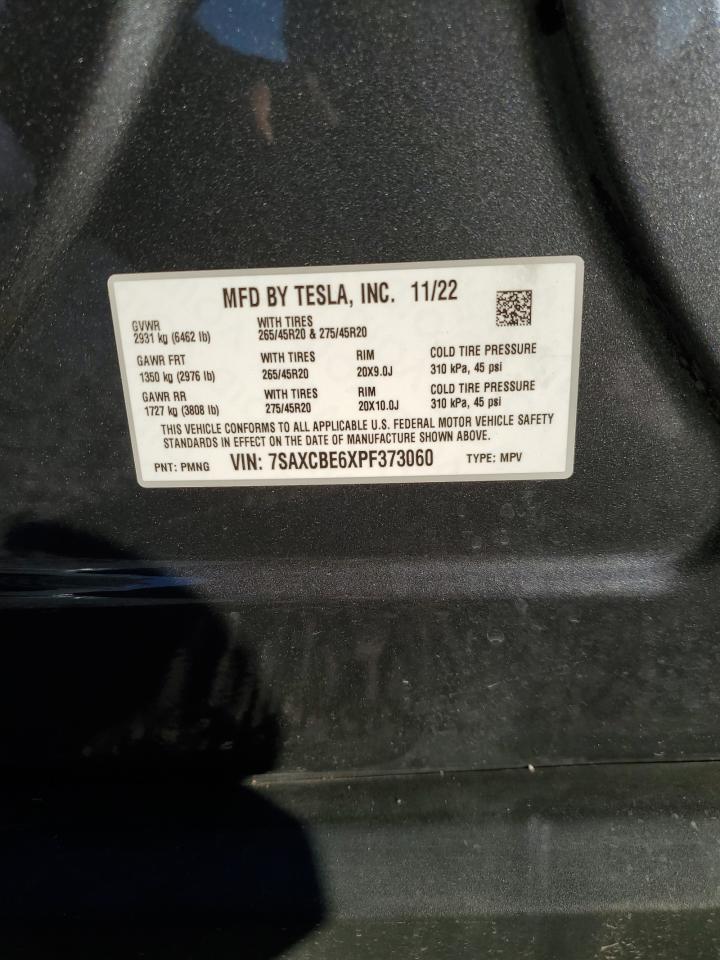 MFD BY TESLA, INC. 11/22
GVWR WITH TIRES
2931 kg (6462 lb) 265/45R20 & 275/45R20
GAWR FRT WITH TIRES RIM COLD TIRE PRESSURE
1350 kg (2976 lb) 265/45R20 20X9.0J 310 kPa, 45 psi
GAWR RR WITH TIRES RIM COLD TIRE PRESSURE
1727 kg (3808 lb) 275/45R20 20X10.0J 310 kPa, 45 psi
THIS VEHICLE CONFORMS TO ALL APPLICABLE U.S. FEDERAL MOTOR VEHICLE SAFETY
STANDARDS IN EFFECT ON THE DATE OF MANUFACTURE SHOWN ABOVE.
PNT: PMNG VIN: 7SAXCBE6XPF373060 TYPE: MPV